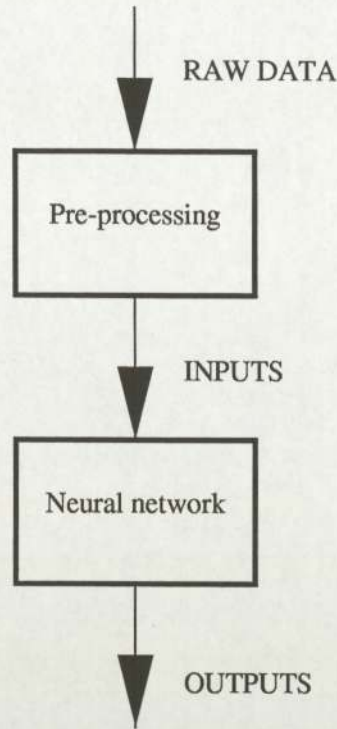 RAW DATA
Pre-processing
INPUTS
Neural network
OUTPUTS